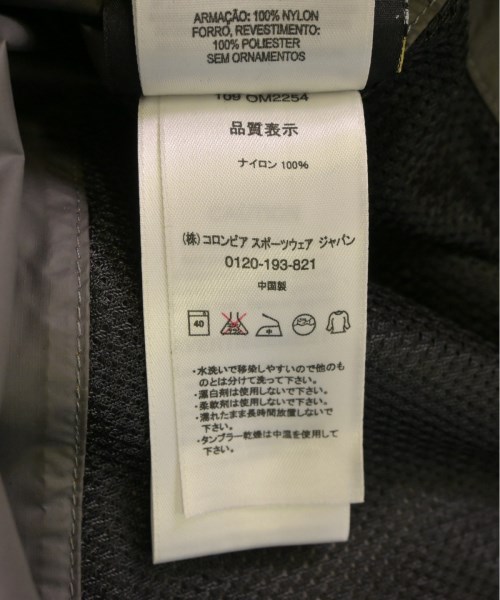 ARMAÇÃO: 100% NYLON
FORRO, REVESTIMENTO:
100% POLIESTER
SEM ORNAMENTOS
109 OM2254
品質表示
ナイロン 100%
(株) コロンビア スポーツウェア ジャパン
0120-193-821
中国製
40
・水洗いで移染しやすいので他のも
のとは分けて洗って下さい。
・漂白剤は使用しないで下さい。
・柔軟剤は使用しないで下さい。
・濡れたまま長時間放置しないで
下さい。
・タンブラー乾燥は中温を使用して
下さい。